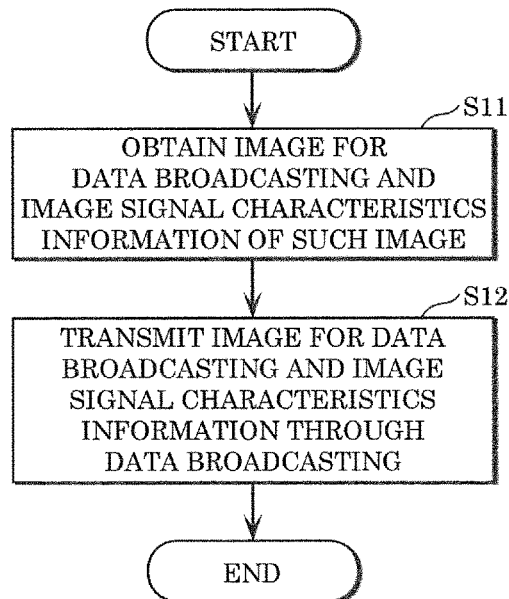 START
S11
OBTAIN IMAGE FOR
DATA BROADCASTING AND
IMAGE SIGNAL CHARACTERISTICS
INFORMATION OF SUCH IMAGE
S12
TRANSMIT IMAGE FOR DATA
BROADCASTING AND IMAGE
SIGNAL CHARACTERISTICS
INFORMATION THROUGH
DATA BROADCASTING
END